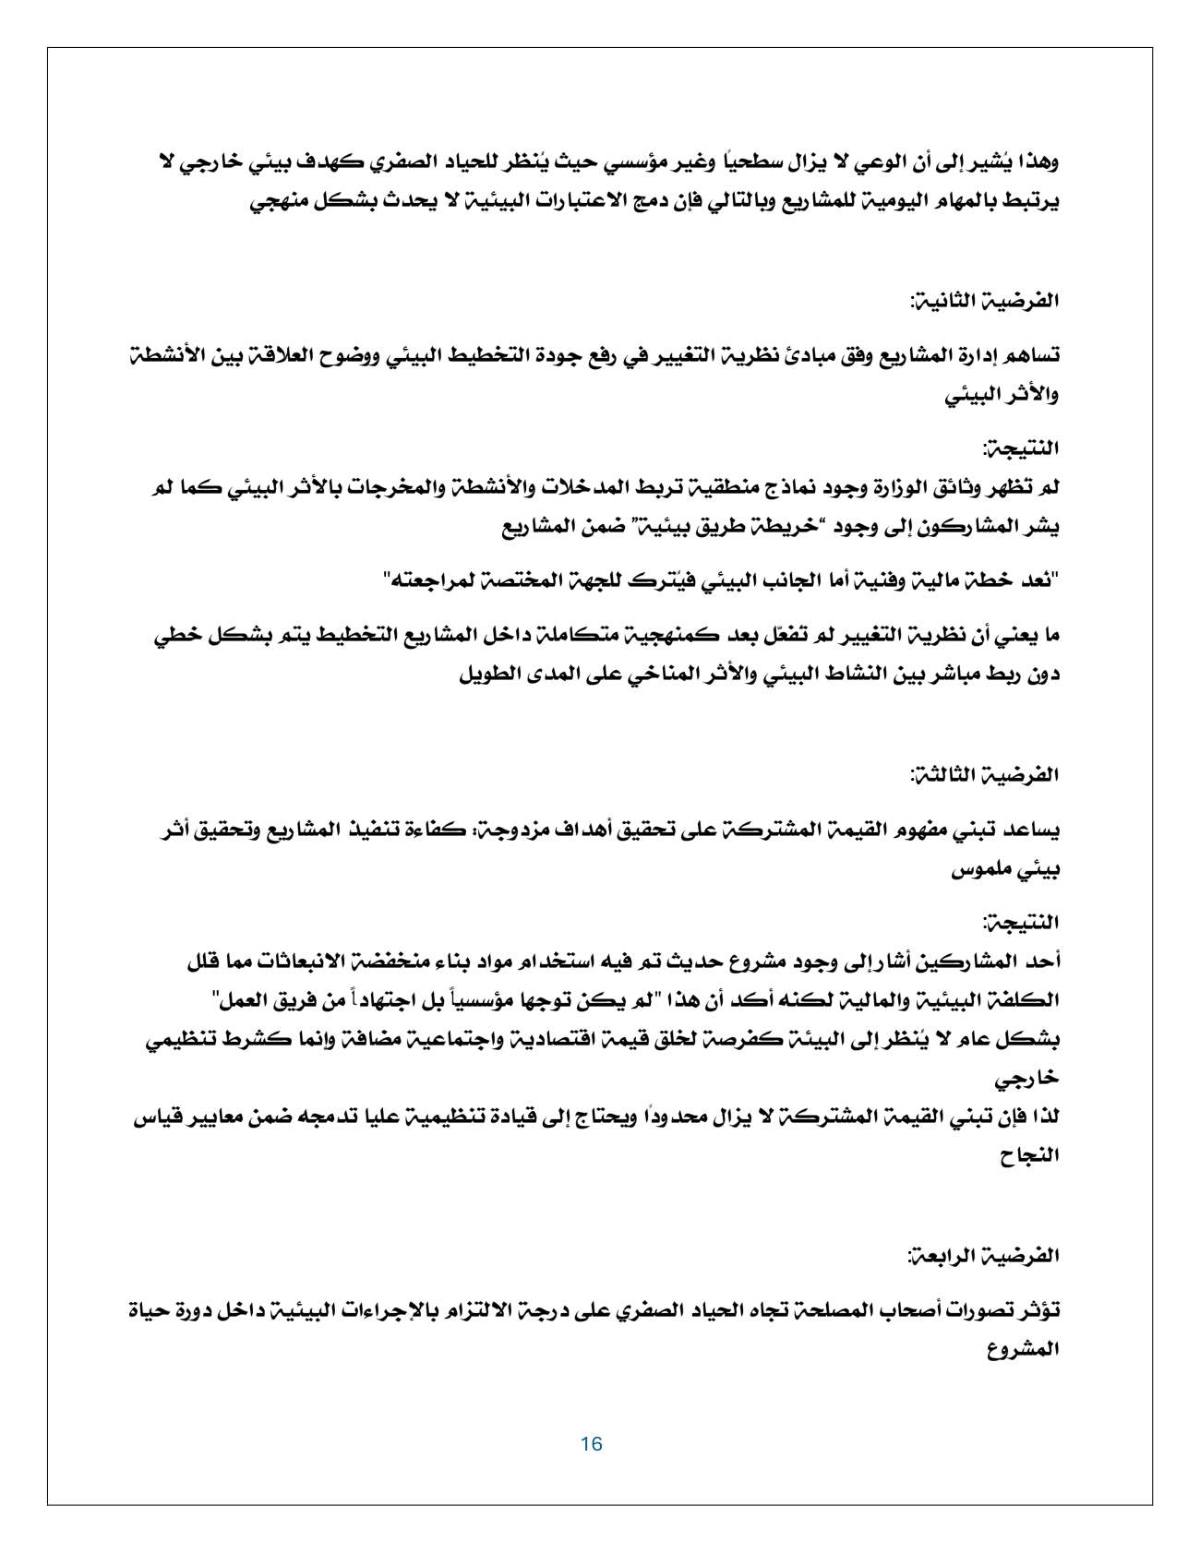 وهذا يُشير إلى أن الوعي لا يزال سطحياً وغير مؤسسي حيث يُنظر للحياد الصفري كهدف بيئي خارجي لا
يرتبط بالمهام اليومية للمشاريع وبالتالي فإن دمج الاعتبارات البيئية لا يحدث بشكل منهجي
الفرضية الثانية:
تساهم إدارة المشاريع وفق مبادئ نظرية التغيير في رفع جودة التخطيط البيئي ووضوح العلاقة بين الأنشطة
والأثر البيئي
النتيجة:
لم تظهر وثائق الوزارة وجود نماذج منطقية تربط المدخلات والأنشطة والمخرجات بالأثر البيئي كما لم
يشر المشاركون إلى وجود “خريطة طريق بيئية” ضمن المشاريع
"نُعد خطة مالية وفنية أما الجانب البيئي فيُترك للجهة المختصة لمراجعته"
ما يعني أن نظرية التغيير لم تفعّل بعد كمنهجية متكاملة داخل المشاريع التخطيط يتم بشكل خطي
دون ربط مباشر بين النشاط البيئي والأثر المناخي على المدى الطويل
الفرضية الثالثة:
يساعد تبني مفهوم القيمة المشتركة على تحقيق أهداف مزدوجة: كفاءة تنفيذ المشاريع وتحقيق أثر
بيئي ملموس
النتيجة:
أحد المشاركين أشار إلى وجود مشروع حديث تم فيه استخدام مواد بناء منخفضة الانبعاثات مما قلل
الكلفة البيئية والمالية لكنه أكد أن هذا "لم يكن توجها مؤسسياً بل اجتهاداً من فريق العمل"
بشكل عام لا يُنظر إلى البيئة كفرصة لخلق قيمة اقتصادية واجتماعية مضافة وإنما كشرط تنظيمي
خارجي
لذا فإن تبني القيمة المشتركة لا يزال محدودًا ويحتاج إلى قيادة تنظيمية عليا تدمجه ضمن معايير قياس
النجاح
الفرضية الرابعة:
تؤثر تصورات أصحاب المصلحة تجاه الحياد الصفري على درجة الالتزام بالإجراءات البيئية داخل دورة حياة
المشروع
16